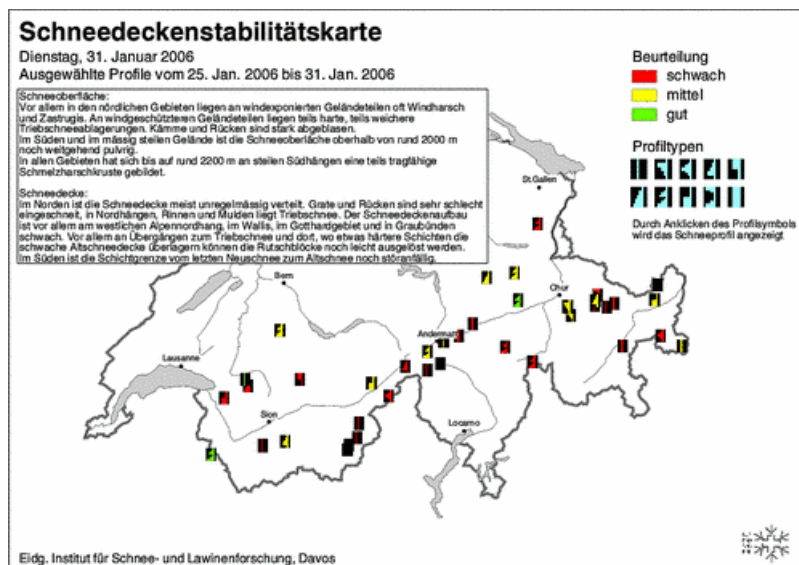 Schneedeckenstabilitätskarte
Dienstag, 31. Januar 2006
Ausgewählte Profile vom 25. Jan. 2006 bis 31. Jan. 2006
Schneeoberfläche:
Vor allem in den nördlichen Gebieten liegen an windexponierten Geländeteilen oft Windharsch
und Zastrugis. An windgeschützteren Geländeteilen liegen teils harte, teils weichere
Triebschneeablagerungen. Kämme und Rücken sind stark abgeblasen.
Im Süden und im mässig steilen Gelände ist die Schneeoberfläche oberhalb von rund 2000 m
noch weitgehend pulvrig.
In allen Gebieten hat sich bis auf rund 2200 m an steilen Südhängen eine teils tragfähige
Schmelzharschkruste gebildet.
Schneedecke:
Im Norden ist die Schneedecke meist unregelmässig verteilt. Grate und Rücken sind sehr schlecht
eingeschneit, in Nordhängen, Rinnen und Mulden liegt Triebschnee. Der Schneedeckenaufbau
ist vor allem am westlichen Alpennordhang, im Wallis, im Gotthardgebiet und in Graubünden
schwach. Vor allem an Übergängen zum Triebschnee und dort, wo etwas härtere Schichten die
schwache Altschneedecke überlagern können die Rutschblöcke noch leicht ausgelöst werden.
Im Süden ist die Schichtgrenze vom letzten Neuschnee zum Altschnee noch störanfällig.
Beurteilung
schwach
mittel
gut
Profiltypen
Durch Anklicken des Profilsymbols
wird das Schneeprofil angezeigt
St.Gallen
Bern
Chur
Andermatt
Lausanne
Sion
Locarno
Eidg. Institut für Schnee- und Lawinenforschung, Davos